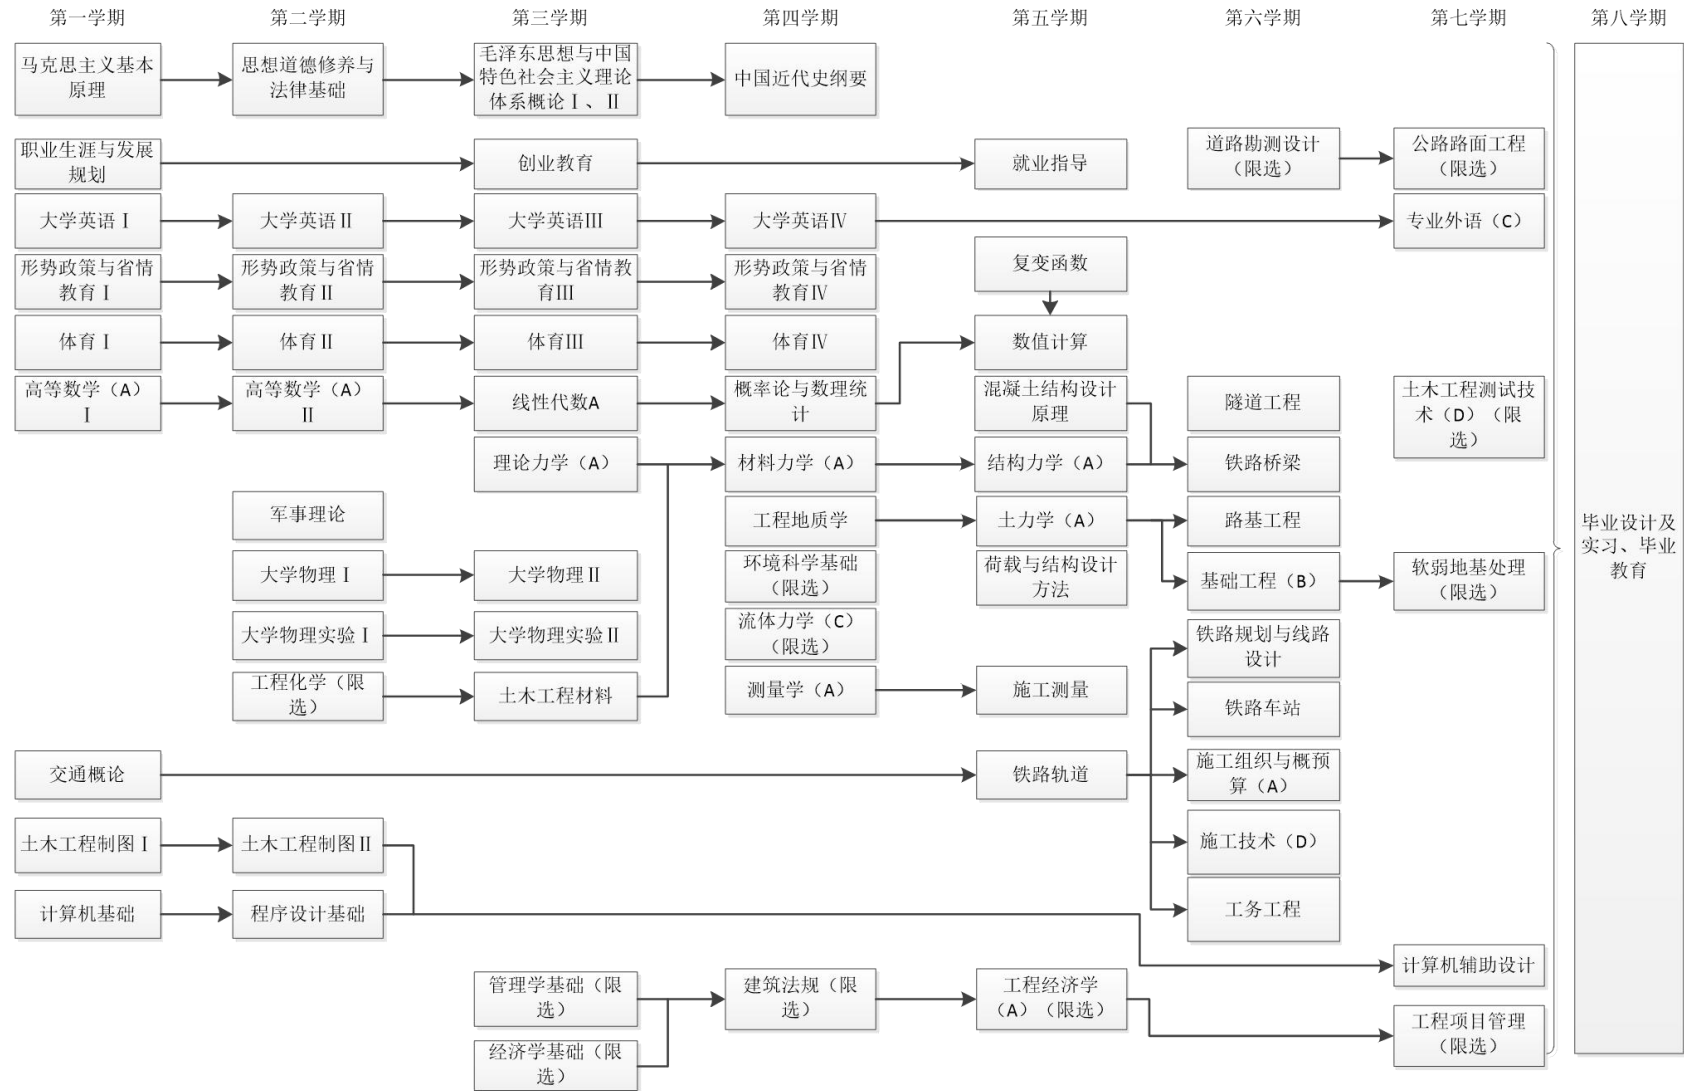 第一学期
第二学期
第三学期
第四学期
第五学期
第六学期
第七学期
第八学期
马克思主义基本
原理
思想道德修养与
法律基础
毛泽东思想与中国
特色社会主义理论
体系概论Ⅰ、Ⅱ
中国近代史纲要
职业生涯与发展
规划
创业教育
就业指导
道路勘测设计
（限选）
公路路面工程
（限选）
大学英语Ⅰ
大学英语Ⅱ
大学英语Ⅲ
大学英语Ⅳ
专业外语（C）
形势政策与省情
教育Ⅰ
形势政策与省情
教育Ⅱ
形势政策与省情教
育Ⅲ
形势政策与省情
教育Ⅳ
复变函数
体育Ⅰ
体育Ⅱ
体育Ⅲ
体育Ⅳ
数值计算
高等数学（A）
Ⅰ
高等数学（A）
Ⅱ
线性代数A
概率论与数理统
计
混凝土结构设计
原理
隧道工程
土木工程测试技
术（D）（限
选）
理论力学（A）
材料力学（A）
结构力学（A）
铁路桥梁
军事理论
工程地质学
土力学（A）
路基工程
大学物理Ⅰ
大学物理Ⅱ
环境科学基础
（限选）
荷载与结构设计
方法
基础工程（B）
软弱地基处理
（限选）
毕业设计及
实习、毕业
教育
大学物理实验Ⅰ
大学物理实验Ⅱ
流体力学（C）
（限选）
铁路规划与线路
设计
工程化学（限
选）
土木工程材料
测量学（A）
施工测量
铁路车站
交通概论
铁路轨道
施工组织与概预
算（A）
土木工程制图Ⅰ
土木工程制图Ⅱ
施工技术（D）
计算机基础
程序设计基础
工务工程
计算机辅助设计
管理学基础（限
选）
建筑法规（限
选）
工程经济学
（A）（限选）
工程项目管理
（限选）
经济学基础（限
选）